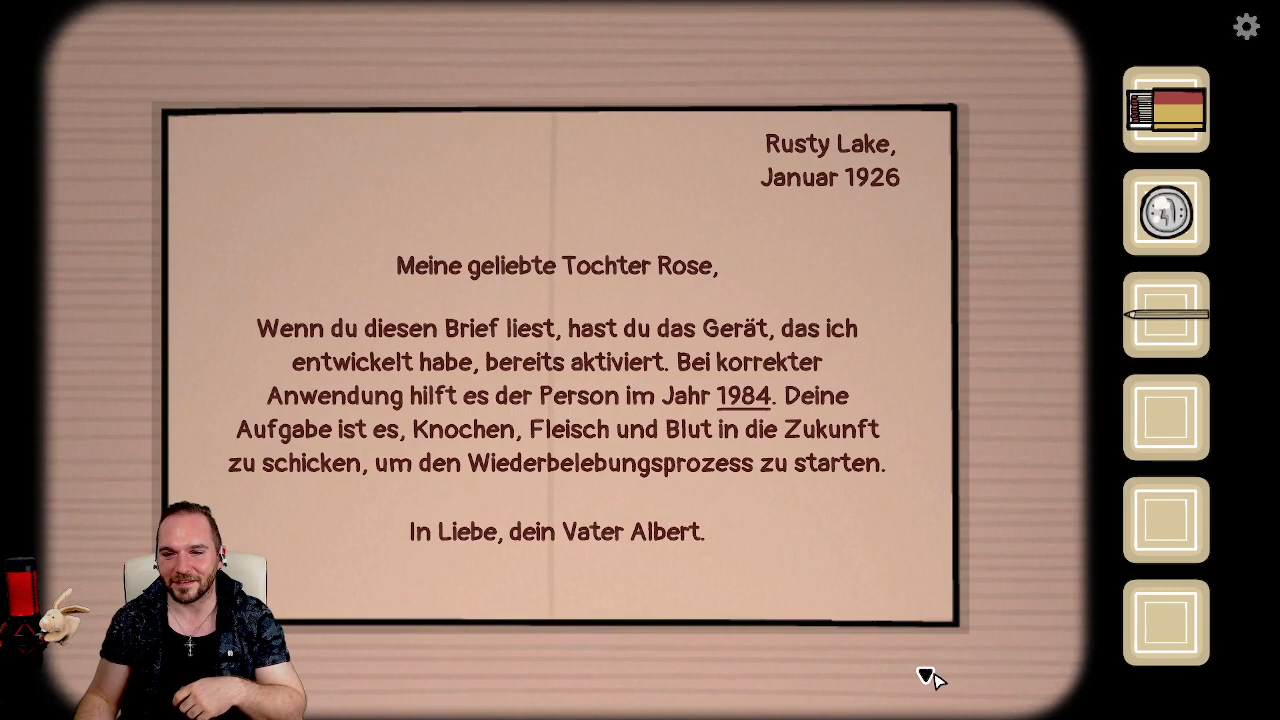 Rusty Lake,
Januar 1926
Meine geliebte Tochter Rose,
Wenn du diesen Brief liest, hast du das Gerät, das ich
entwickelt habe, bereits aktiviert. Bei korrekter
Anwendung hilft es der Person im Jahr 1984. Deine
Aufgabe ist es, Knochen, Fleisch und Blut in die Zukunft
zu schicken, um den Wiederbelebungsprozess zu starten.
In Liebe, dein Vater Albert.